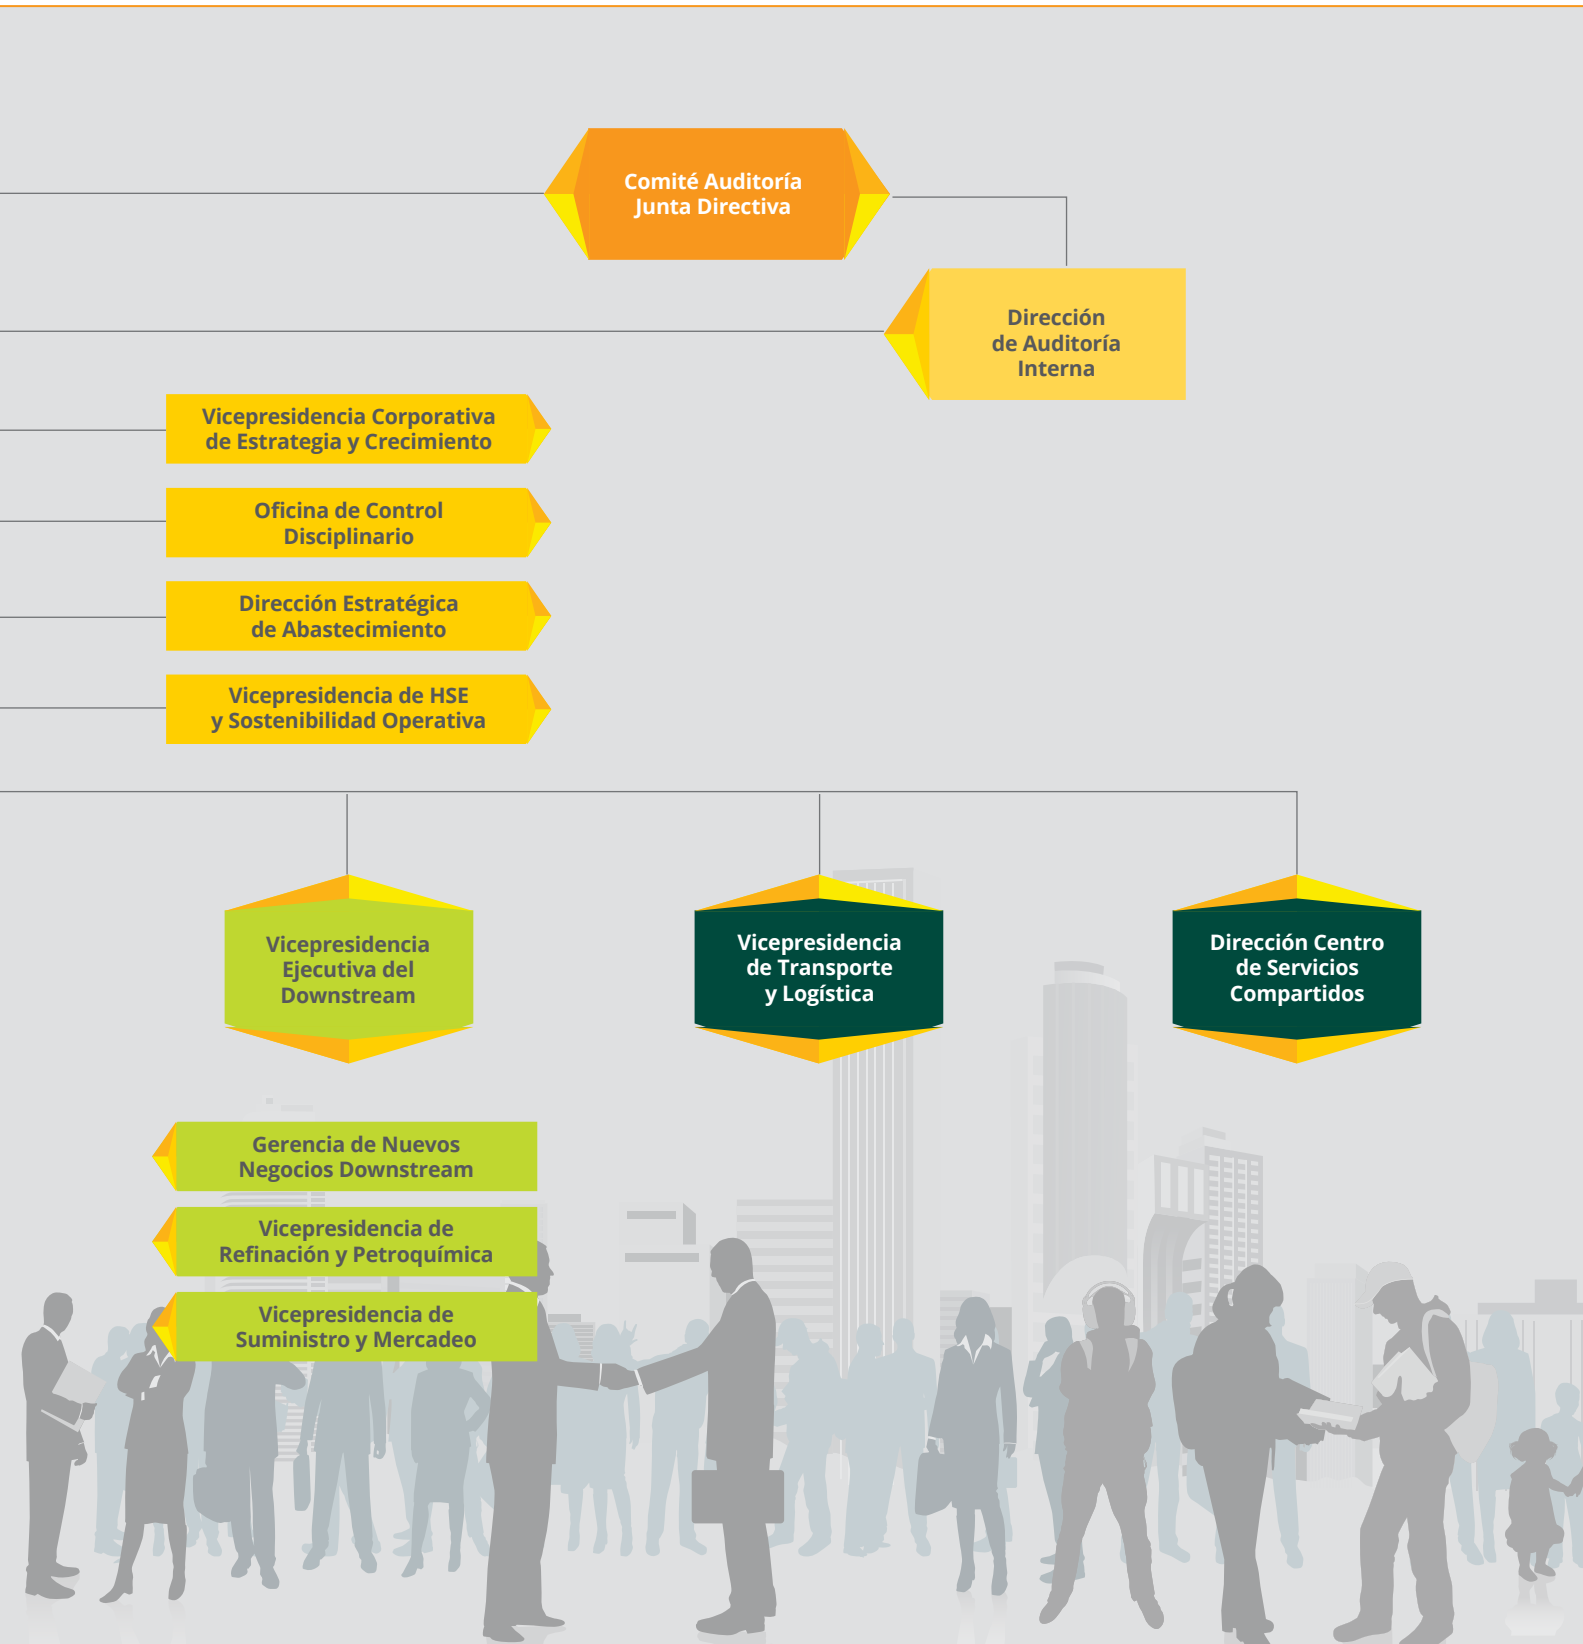 Comité Auditoría
Junta Directiva
Dirección
de Auditoría
Interna
Vicepresidencia Corporativa
de Estrategia y Crecimiento
Oficina de Control
Disciplinario
Dirección Estratégica
de Abastecimiento
Vicepresidencia de HSE
y Sostenibilidad Operativa
Vicepresidencia
Ejecutiva del
Downstream
Vicepresidencia
de Transporte
y Logística
Dirección Centro
de Servicios
Compartidos
Gerencia de Nuevos
Negocios Downstream
Vicepresidencia de
Refinación y Petroquímica
Vicepresidencia de
Suministro y Mercadeo